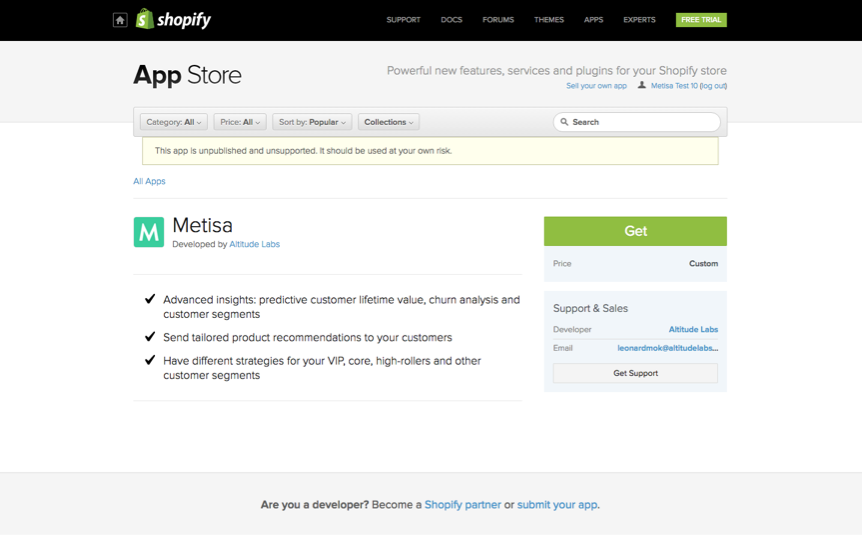 shopify
SUPPORT DOCS FORUMS THEMES APPS EXPERTS FREE TRIAL
App Store
Powerful new features, services and plugins for your Shopify store
Sell your own app Metisa Test 10 (log out)
Category: All Price: All Sort by: Popular Collections Search
This app is unpublished and unsupported. It should be used at your own risk.
All Apps
M
Metisa
Developed by Altitude Labs
Advanced insights: predictive customer lifetime value, churn analysis and
customer segments
Send tailored product recommendations to your customers
Have different strategies for your VIP, core, high-rollers and other
customer segments
Get
Price Custom
Support & Sales
Developer Altitude Labs
Email leonardmok@altitudelabs...
Get Support
Are you a developer? Become a Shopify partner or submit your app.